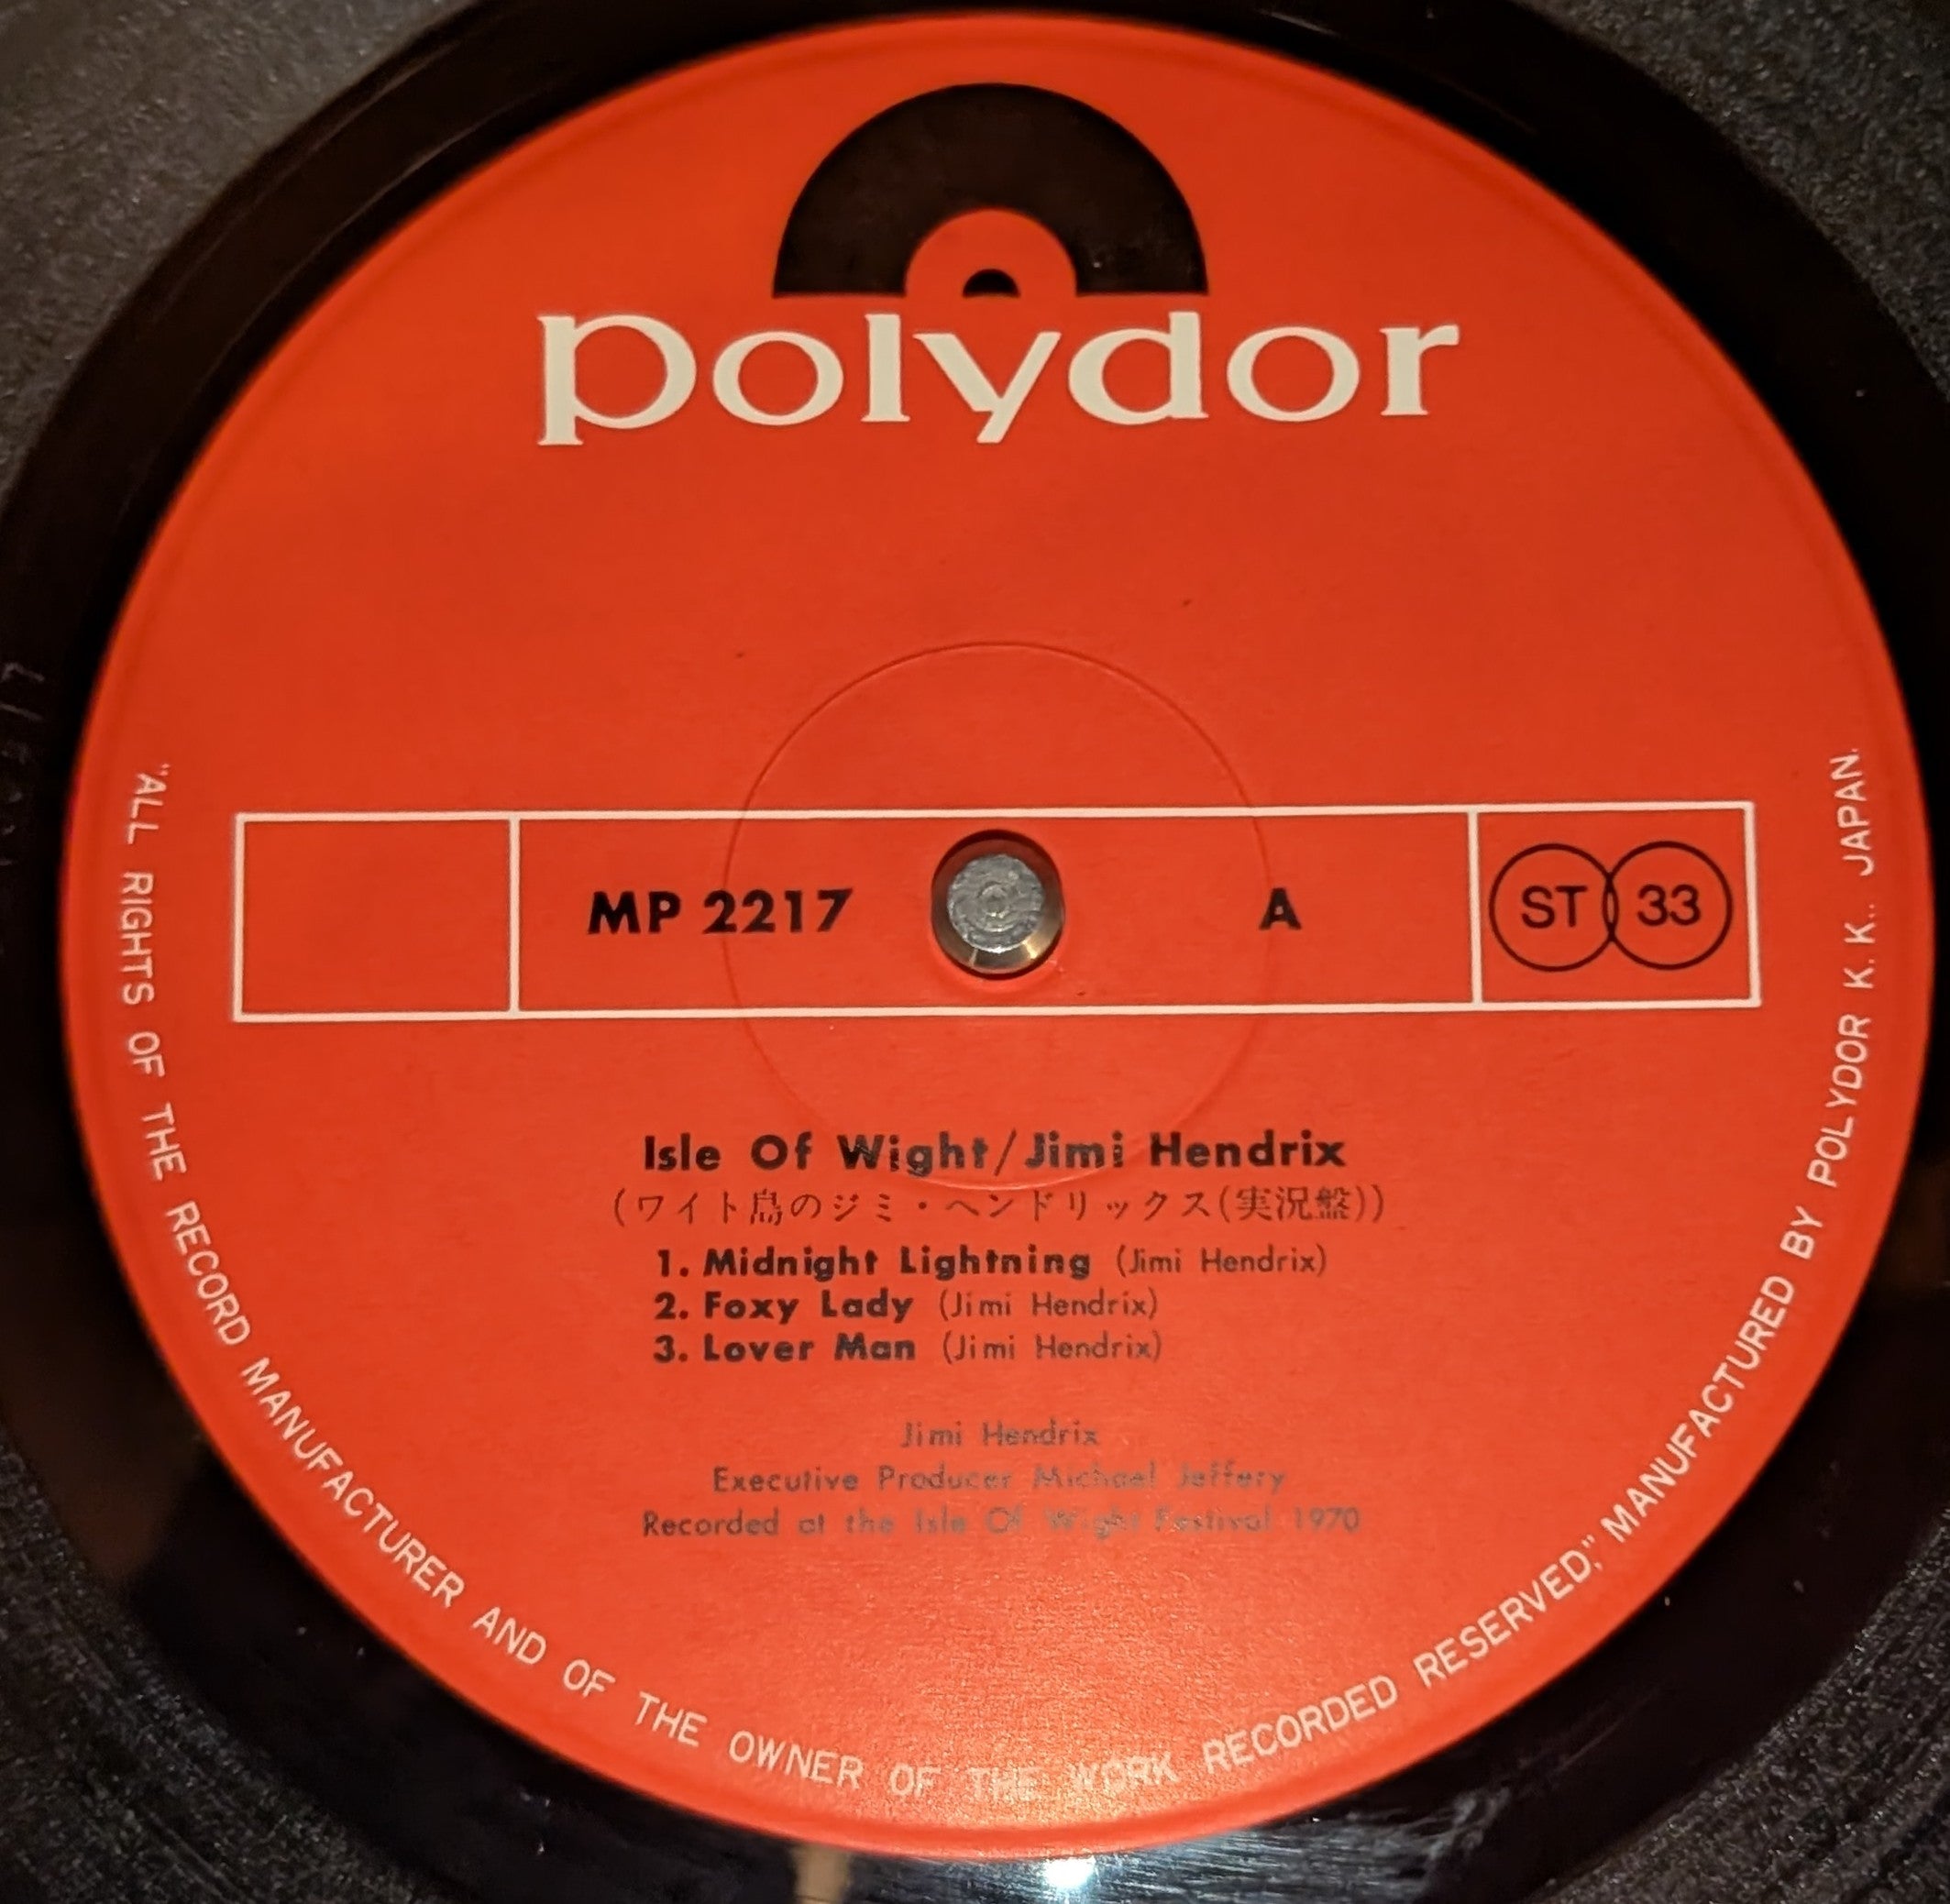 polydor
MP 2217
A
ST 33
Isle Of Wight/Jimi Hendrix
(ワイト島のジミ・ヘンドリックス(実況盤))
1. Midnight Lightning (Jimi Hendrix)
2. Foxy Lady (Jimi Hendrix)
3. Lover Man (Jimi Hendrix)
Jimi Hendrix
Executive Producer Michael Jeffery
Recorded at the Isle Of Wight Festival 1970
"ALL RIGHTS OF THE RECORD MANUFACTURER AND OF THE OWNER OF THE WORK RECORDED RESERVED," MANUFACTURED BY POLYDOR K. K.. JAPAN.